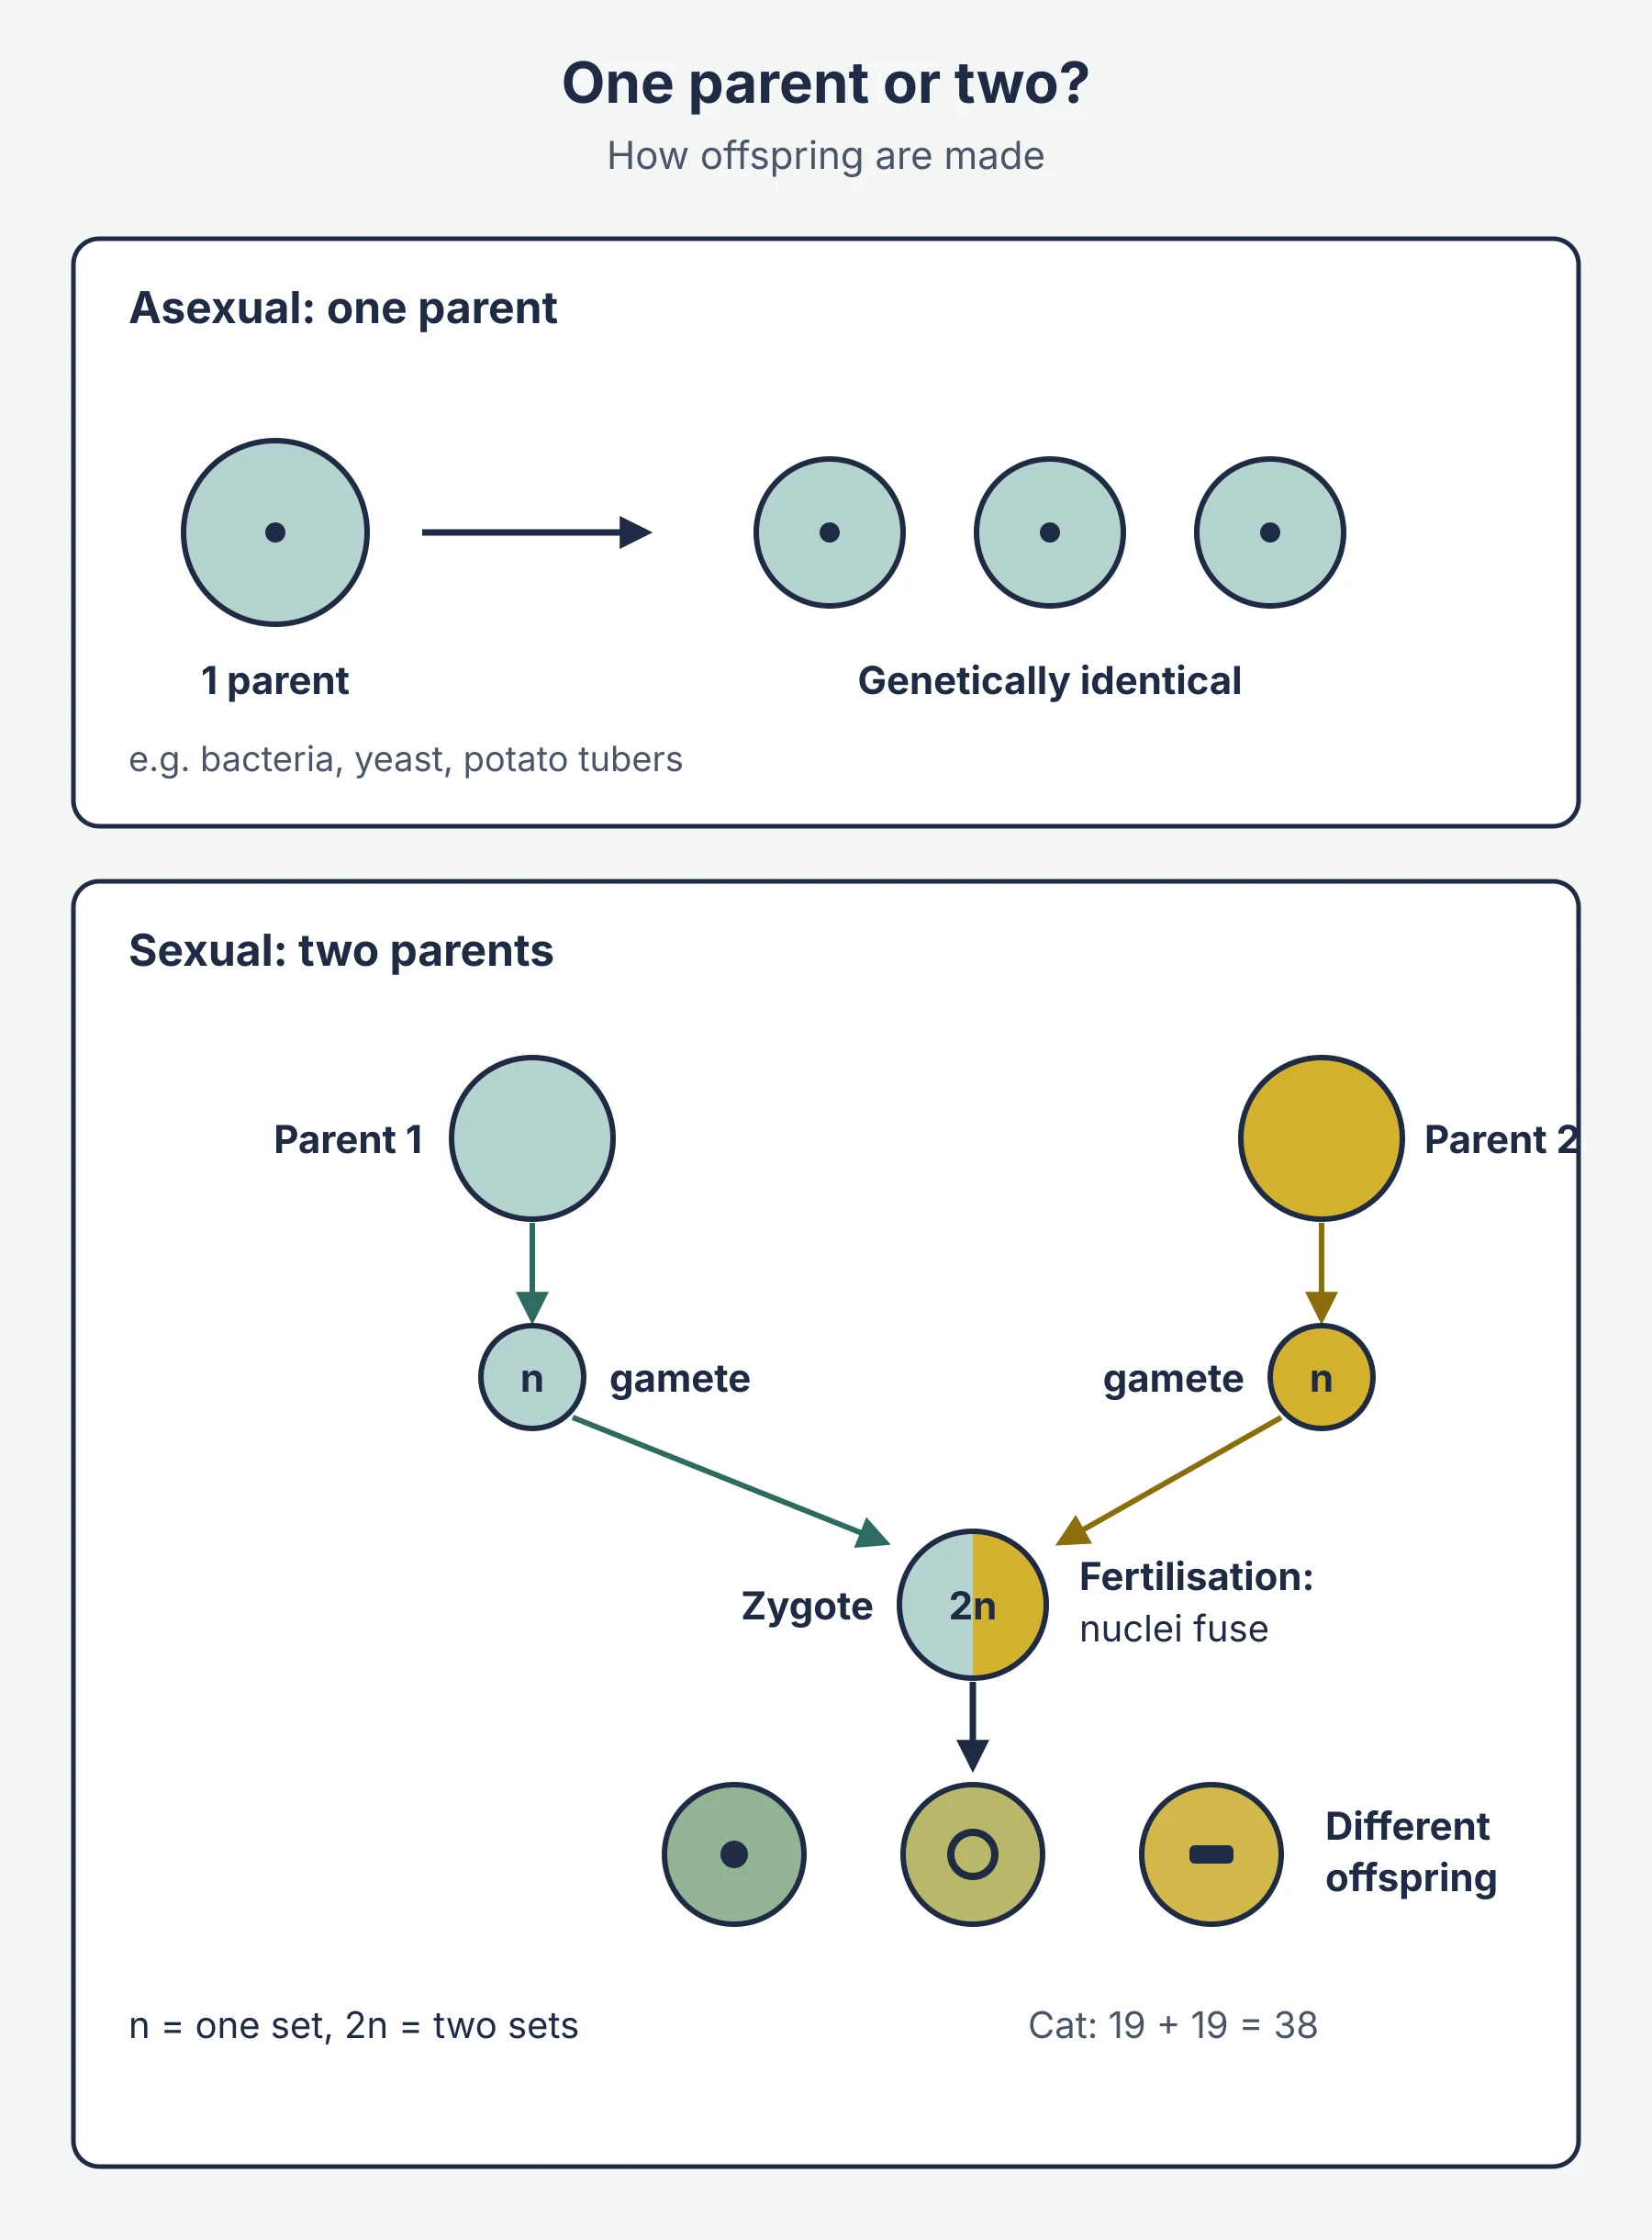 One parent or two?
How offspring are made
Asexual: one parent
1 parent
Genetically identical
e.g. bacteria, yeast, potato tubers
Sexual: two parents
Parent 1
Parent 2
n
gamete
gamete
n
Zygote
2n
Fertilisation:
nuclei fuse
Different
offspring
n = one set, 2n = two sets
Cat: 19 + 19 = 38